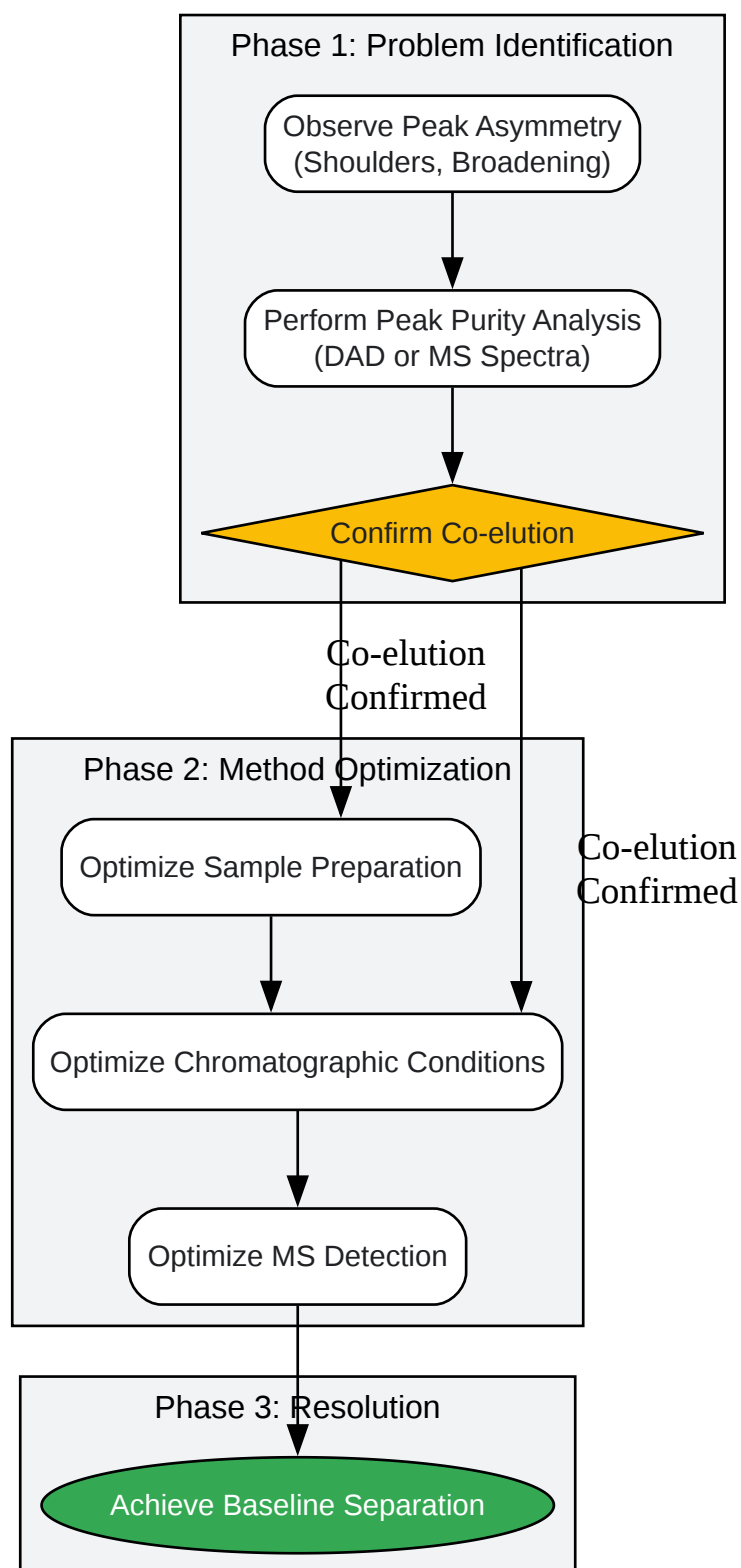 Phase 1: Problem Identification
Observe Peak Asymmetry
(Shoulders, Broadening)
Perform Peak Purity Analysis
(DAD or MS Spectra)
Confirm Co-elution
Co-elution
Confirmed
Phase 2: Method Optimization
Optimize Sample Preparation
Co-elution
Confirmed
Optimize Chromatographic Conditions
Optimize MS Detection
Phase 3: Resolution
Achieve Baseline Separation